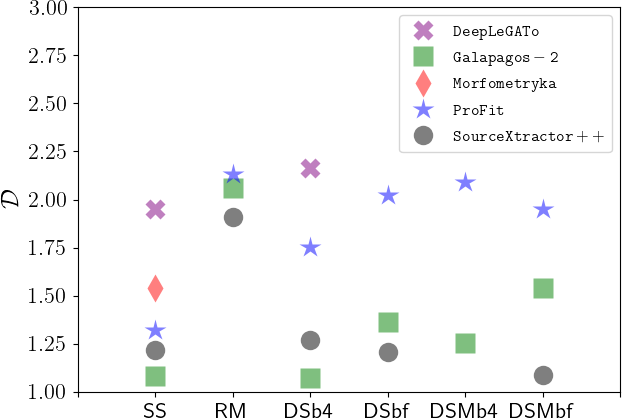 3.00
2.75
2.50
2.25
2.00
1.75
1.50
1.25
1.00
𝒟
DeepLeGATo
Galapagos − 2
Morfometryka
ProFit
SourceXtractor++
SS RM DSb4 DSbf DSMb4 DSMbf